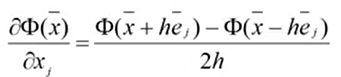 ∂Φ(x̄)/∂x_j = (Φ(x̄ + hē_j) − Φ(x̄ − hē_j))/2h